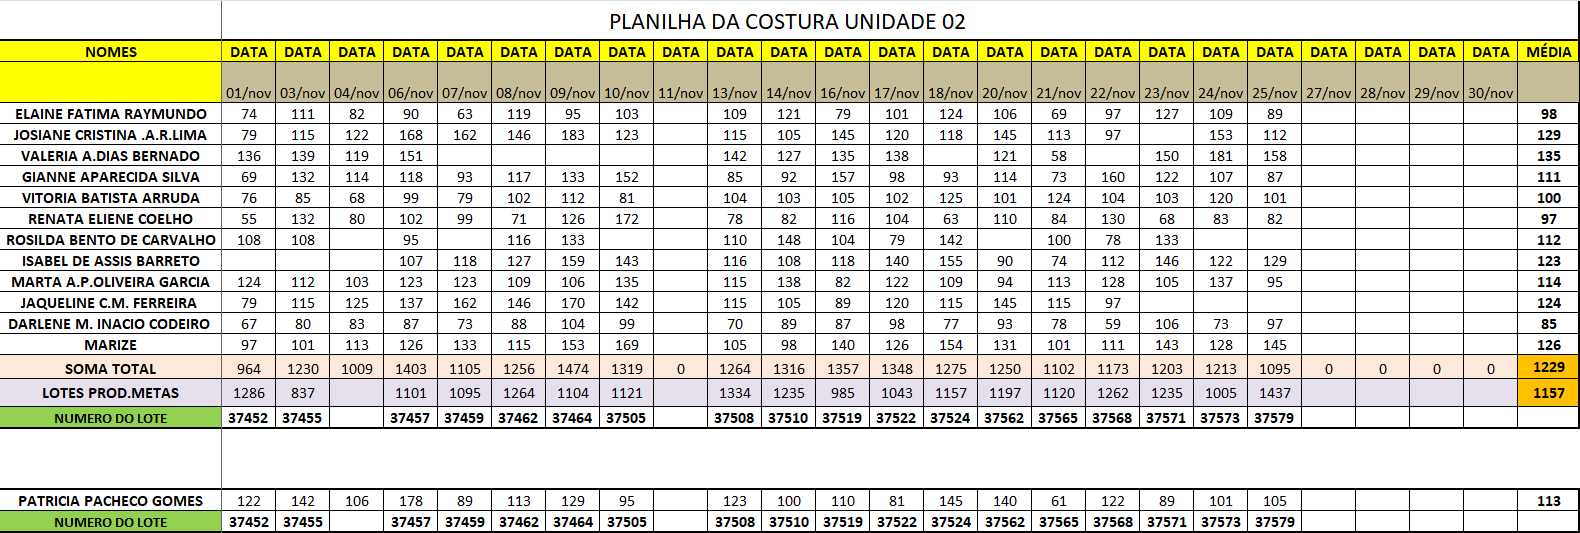 PLANILHA DA COSTURA UNIDADE 02
NOMES DATA DATA DATA DATA DATA DATA DATA DATA DATA DATA DATA DATA DATA DATA DATA DATA DATA DATA DATA DATA DATA DATA DATA DATA MÉDIA
01/nov 03/nov 04/nov 06/nov 07/nov 08/nov 09/nov 10/nov 11/nov 13/nov 14/nov 16/nov 17/nov 18/nov 20/nov 21/nov 22/nov 23/nov 24/nov 25/nov 27/nov 28/nov 29/nov 30/nov
ELAINE FATIMA RAYMUNDO 74 111 82 90 63 119 95 103 109 121 79 101 124 106 69 97 127 109 89 98
JOSIANE CRISTINA .A.R.LIMA 79 115 122 168 162 146 183 123 115 105 145 120 118 145 113 97 153 112 129
VALERIA A.DIAS BERNADO 136 139 119 151 142 127 135 138 121 58 150 181 158 135
GIANNE APARECIDA SILVA 69 132 114 118 93 117 133 152 85 92 157 98 93 114 73 160 122 107 87 111
VITORIA BATISTA ARRUDA 76 85 68 99 79 102 112 81 104 103 105 102 125 101 124 104 103 120 101 100
RENATA ELIENE COELHO 55 132 80 102 99 71 126 172 78 82 116 104 63 110 84 130 68 83 82 97
ROSILDA BENTO DE CARVALHO 108 108 95 116 133 110 148 104 79 142 100 78 133 112
ISABEL DE ASSIS BARRETO 107 118 127 159 143 116 108 118 140 155 90 74 112 146 122 129 123
MARTA A.P.OLIVEIRA GARCIA 124 112 103 123 123 109 106 135 115 138 82 122 109 94 113 128 105 137 95 114
JAQUELINE C.M. FERREIRA 79 115 125 137 162 146 170 142 115 105 89 120 115 145 115 97 124
DARLENE M. INACIO CODEIRO 67 80 83 87 73 88 104 99 70 89 87 98 77 93 78 59 106 73 97 85
MARIZE 97 101 113 126 133 115 153 169 105 98 140 126 154 131 101 111 143 128 145 126
SOMA TOTAL 964 1230 1009 1403 1105 1256 1474 1319 0 1264 1316 1357 1348 1275 1250 1102 1173 1203 1213 1095 0 0 0 0 1229
LOTES PROD.METAS 1286 837 1101 1095 1264 1104 1121 1334 1235 985 1043 1157 1197 1120 1262 1235 1005 1437 1157
NUMERO DO LOTE 37452 37455 37457 37459 37462 37464 37505 37508 37510 37519 37522 37524 37562 37565 37568 37571 37573 37579
PATRICIA PACHECO GOMES 122 142 106 178 89 113 129 95 123 100 110 81 145 140 61 122 89 101 105 113
NUMERO DO LOTE 37452 37455 37457 37459 37462 37464 37505 37508 37510 37519 37522 37524 37562 37565 37568 37571 37573 37579